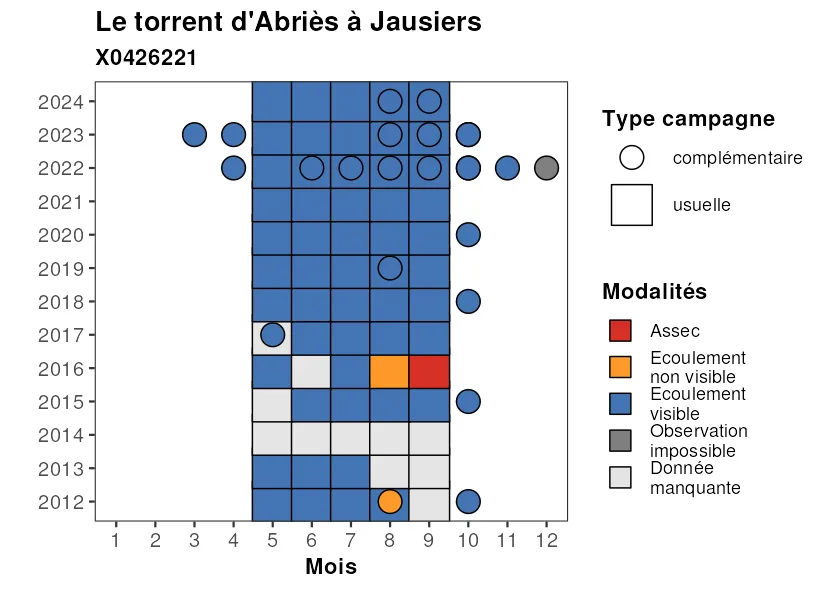 Le torrent d'Abriès à Jausiers
X0426221
2024
2023
2022
2021
2020
2019
2018
2017
2016
2015
2014
2013
2012
1 2 3 4 5 6 7 8 9 10 11 12
Mois
Type campagne
complémentaire
usuelle
Modalités
Assec
Ecoulement
non visible
Ecoulement
visible
Observation
impossible
Donnée
manquante